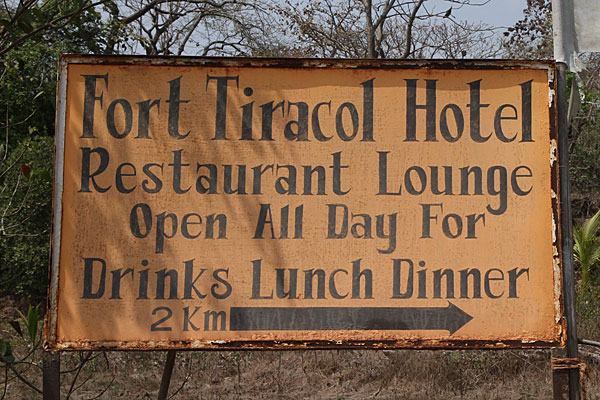 Fort Tiracol Hotel
Restaurant Lounge
Open All Day For
Drinks Lunch Dinner
2 Km